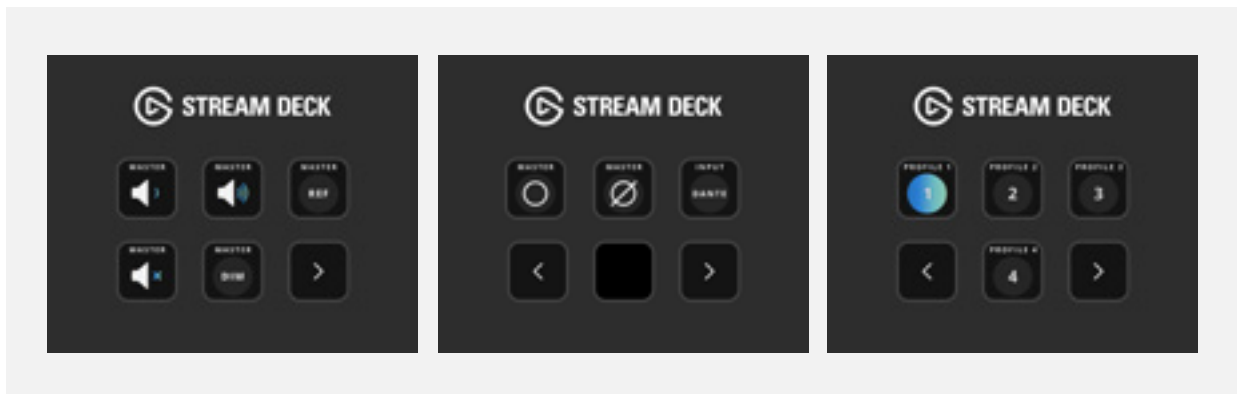 STREAM DECK
MASTER MASTER MASTER
REF
MASTER MASTER
DIM
STREAM DECK
MASTER MASTER INPUT
DANTE
STREAM DECK
PROFILE 1 PROFILE 2 PROFILE 3
1 2 3
PROFILE 4
4